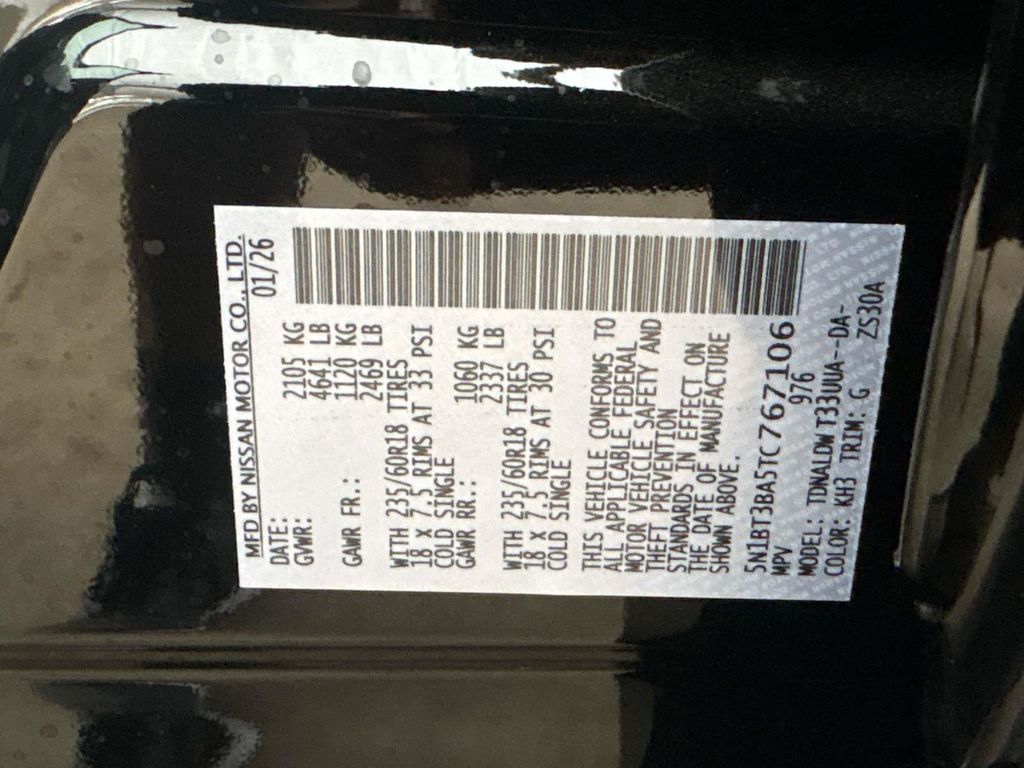 MFD BY NISSAN MOTOR CO., LTD.
DATE: 01/26
GVWR: 2105 KG
4641 LB
GAWR FR.: 1120 KG
2469 LB
WITH 235/60R18 TIRES
18 X 7.5 RIMS AT 33 PSI
COLD SINGLE
GAWR RR.: 1060 KG
2337 LB
WITH 235/60R18 TIRES
18 X 7.5 RIMS AT 30 PSI
COLD SINGLE
THIS VEHICLE CONFORMS TO
ALL APPLICABLE FEDERAL
MOTOR VEHICLE SAFETY AND
THEFT PREVENTION
STANDARDS IN EFFECT ON
THE DATE OF MANUFACTURE
SHOWN ABOVE.
5N1BT3BA5TC767106
MPV 976
MODEL: TDNALDW T33UUA--DA-
COLOR: KH3 TRIM: G ZS30A